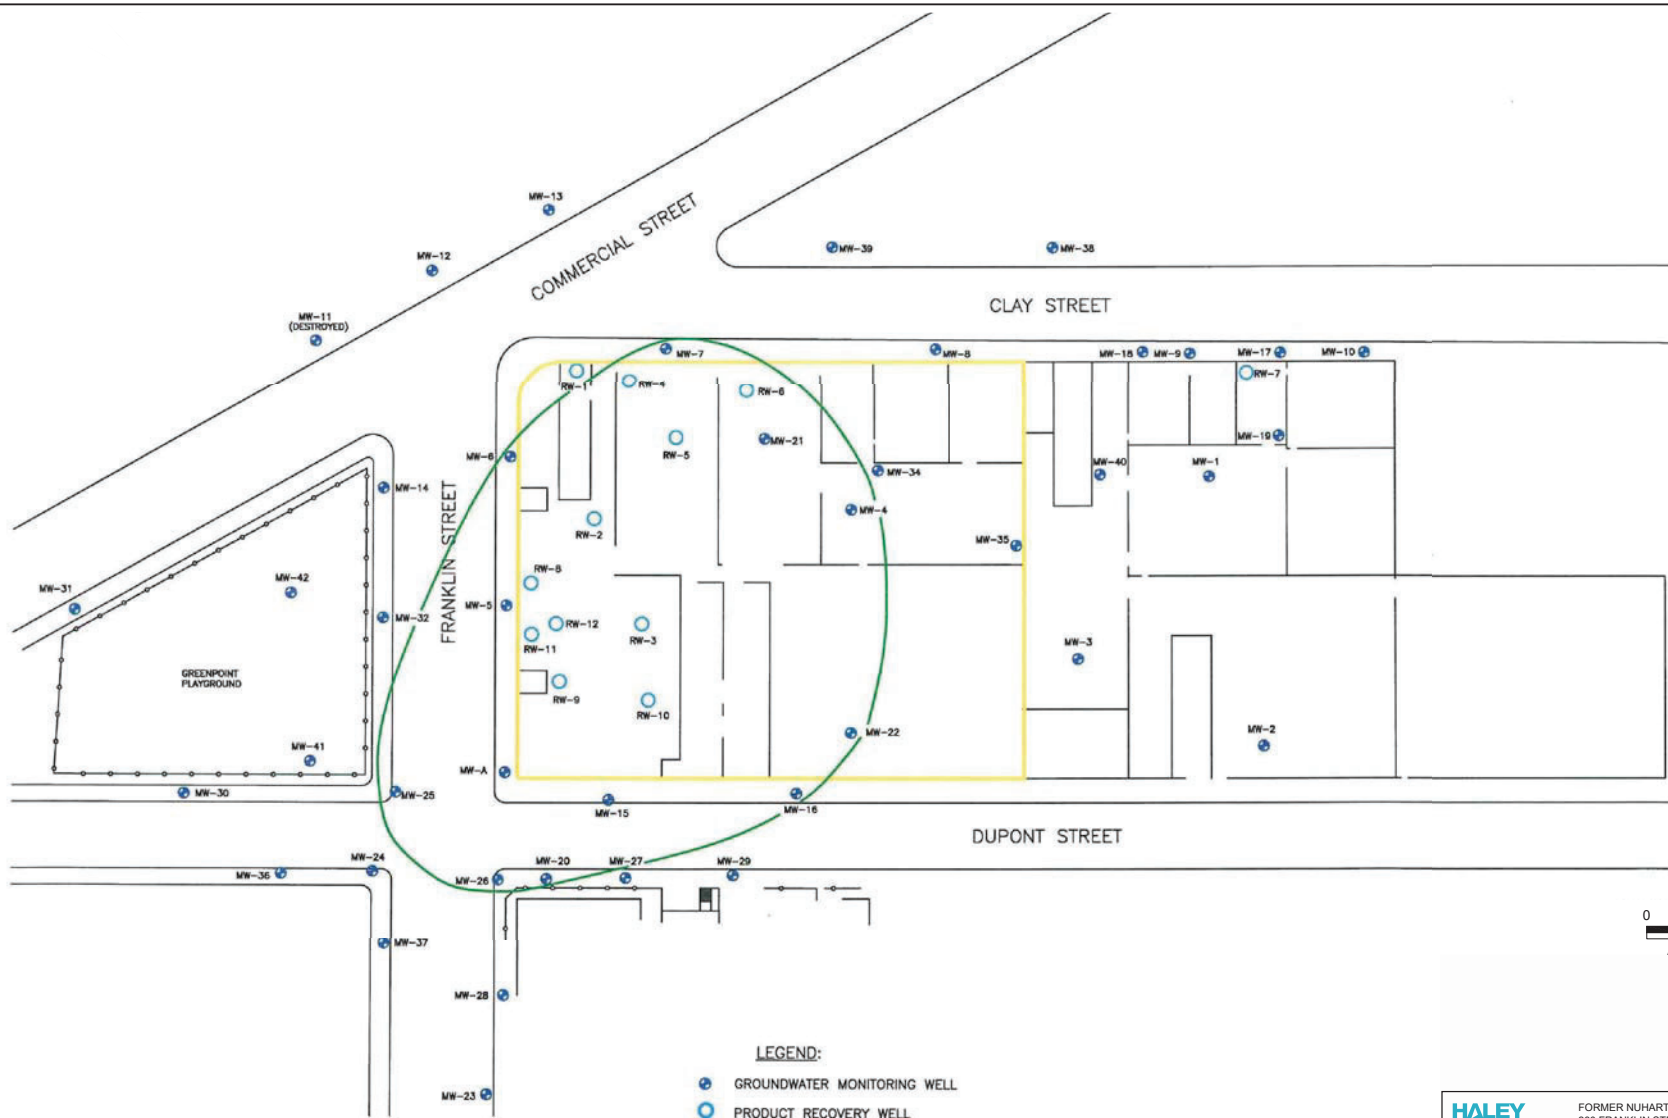 MW-13
MW-12
COMMERCIAL STREET
MW-39
MW-38
CLAY STREET
MW-11
(DESTROYED)
MW-7
MW-8
MW-18
MW-9
MW-17
MW-10
RW-1
RW-4
RW-6
RW-7
MW-6
RW-5
MW-21
MW-19
MW-34
MW-40
MW-1
MW-14
FRANKLIN STREET
RW-2
MW-4
MW-35
MW-42
MW-31
RW-8
MW-5
MW-32
RW-12
RW-3
RW-11
MW-3
GREENPOINT
PLAYGROUND
RW-9
RW-10
MW-22
MW-2
MW-41
MW-A
MW-30
MW-25
MW-15
MW-16
DUPONT STREET
MW-24
MW-36
MW-26
MW-20
MW-27
MW-29
0
MW-37
MW-28
LEGEND:
GROUNDWATER MONITORING WELL
MW-23
PRODUCT RECOVERY WELL
HALEY
FORMER NUHART